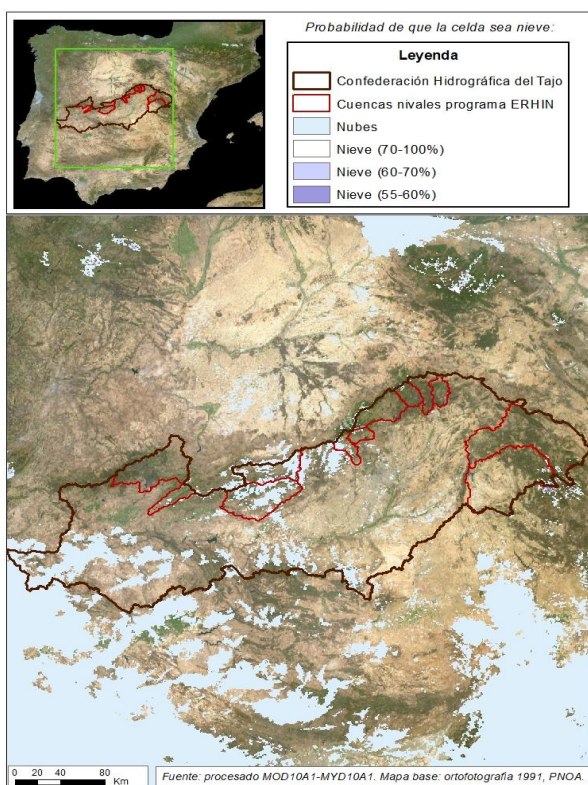 Probabilidad de que la celda sea nieve:
Leyenda
Confederación Hidrográfica del Tajo
Cuencas nivales programa ERHIN
Nubes
Nieve (70-100%)
Nieve (60-70%)
Nieve (55-60%)
0 20 40 80
Km
Fuente: procesado MOD10A1-MYD10A1. Mapa base: ortofotografía 1991, PNOA.